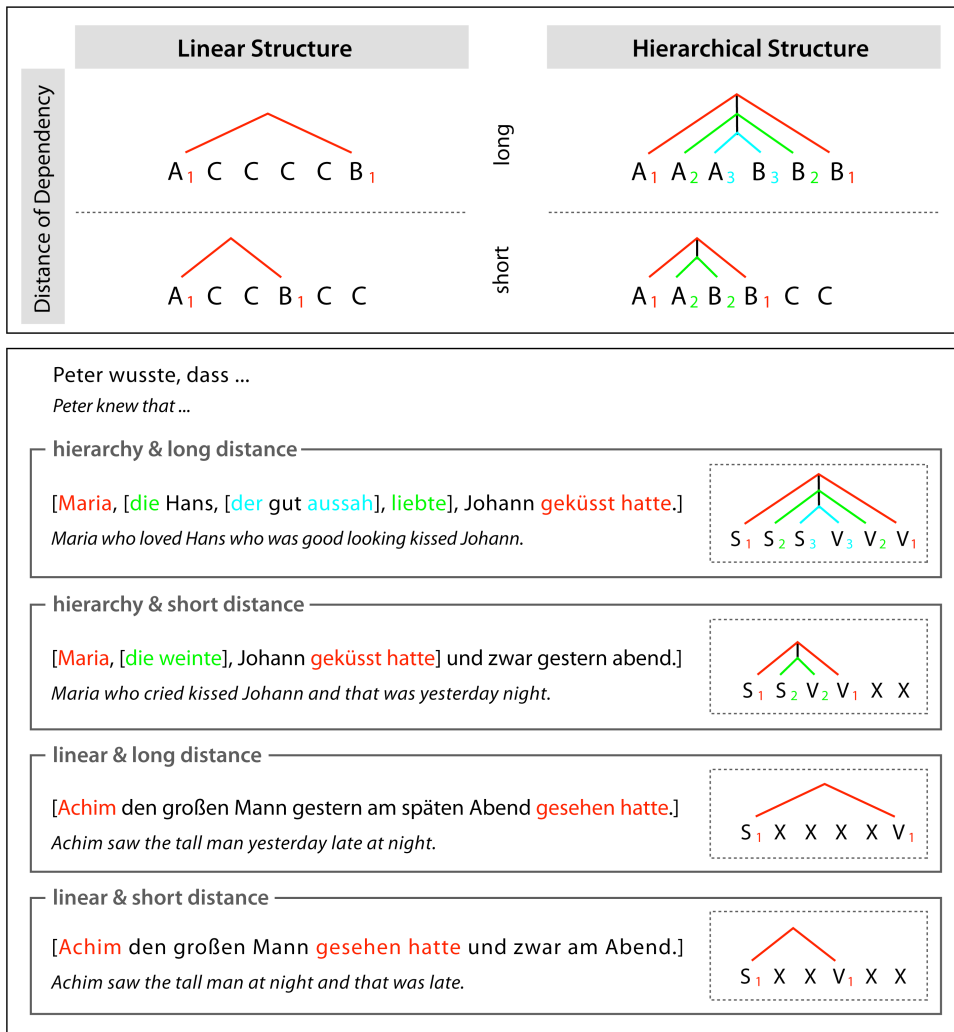 Linear Structure
Hierarchical Structure
Distance of Dependency
long
A1 C C C C B1
A1 A2 A3 B3 B2 B1
short
A1 C C B1 C C
A1 A2 B2 B1 C C
Peter wusste, dass ...
Peter knew that ...
hierarchy & long distance
[Maria, [die Hans, [der gut aussah], liebte], Johann geküsst hatte.]
Maria who loved Hans who was good looking kissed Johann.
S1 S2 S3 V3 V2 V1
hierarchy & short distance
[Maria, [die weinte], Johann geküsst hatte] und zwar gestern abend.]
Maria who cried kissed Johann and that was yesterday night.
S1 S2 V2 V1 X X
linear & long distance
[Achim den großen Mann gestern am späten Abend gesehen hatte.]
Achim saw the tall man yesterday late at night.
S1 X X X X V1
linear & short distance
[Achim den großen Mann gesehen hatte und zwar am Abend.]
Achim saw the tall man at night and that was late.
S1 X X V1 X X